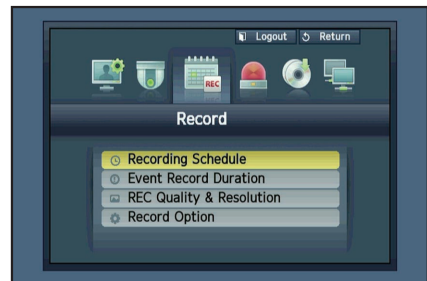 Logout
Return
REC
Record
Recording Schedule
Event Record Duration
REC Quality & Resolution
Record Option